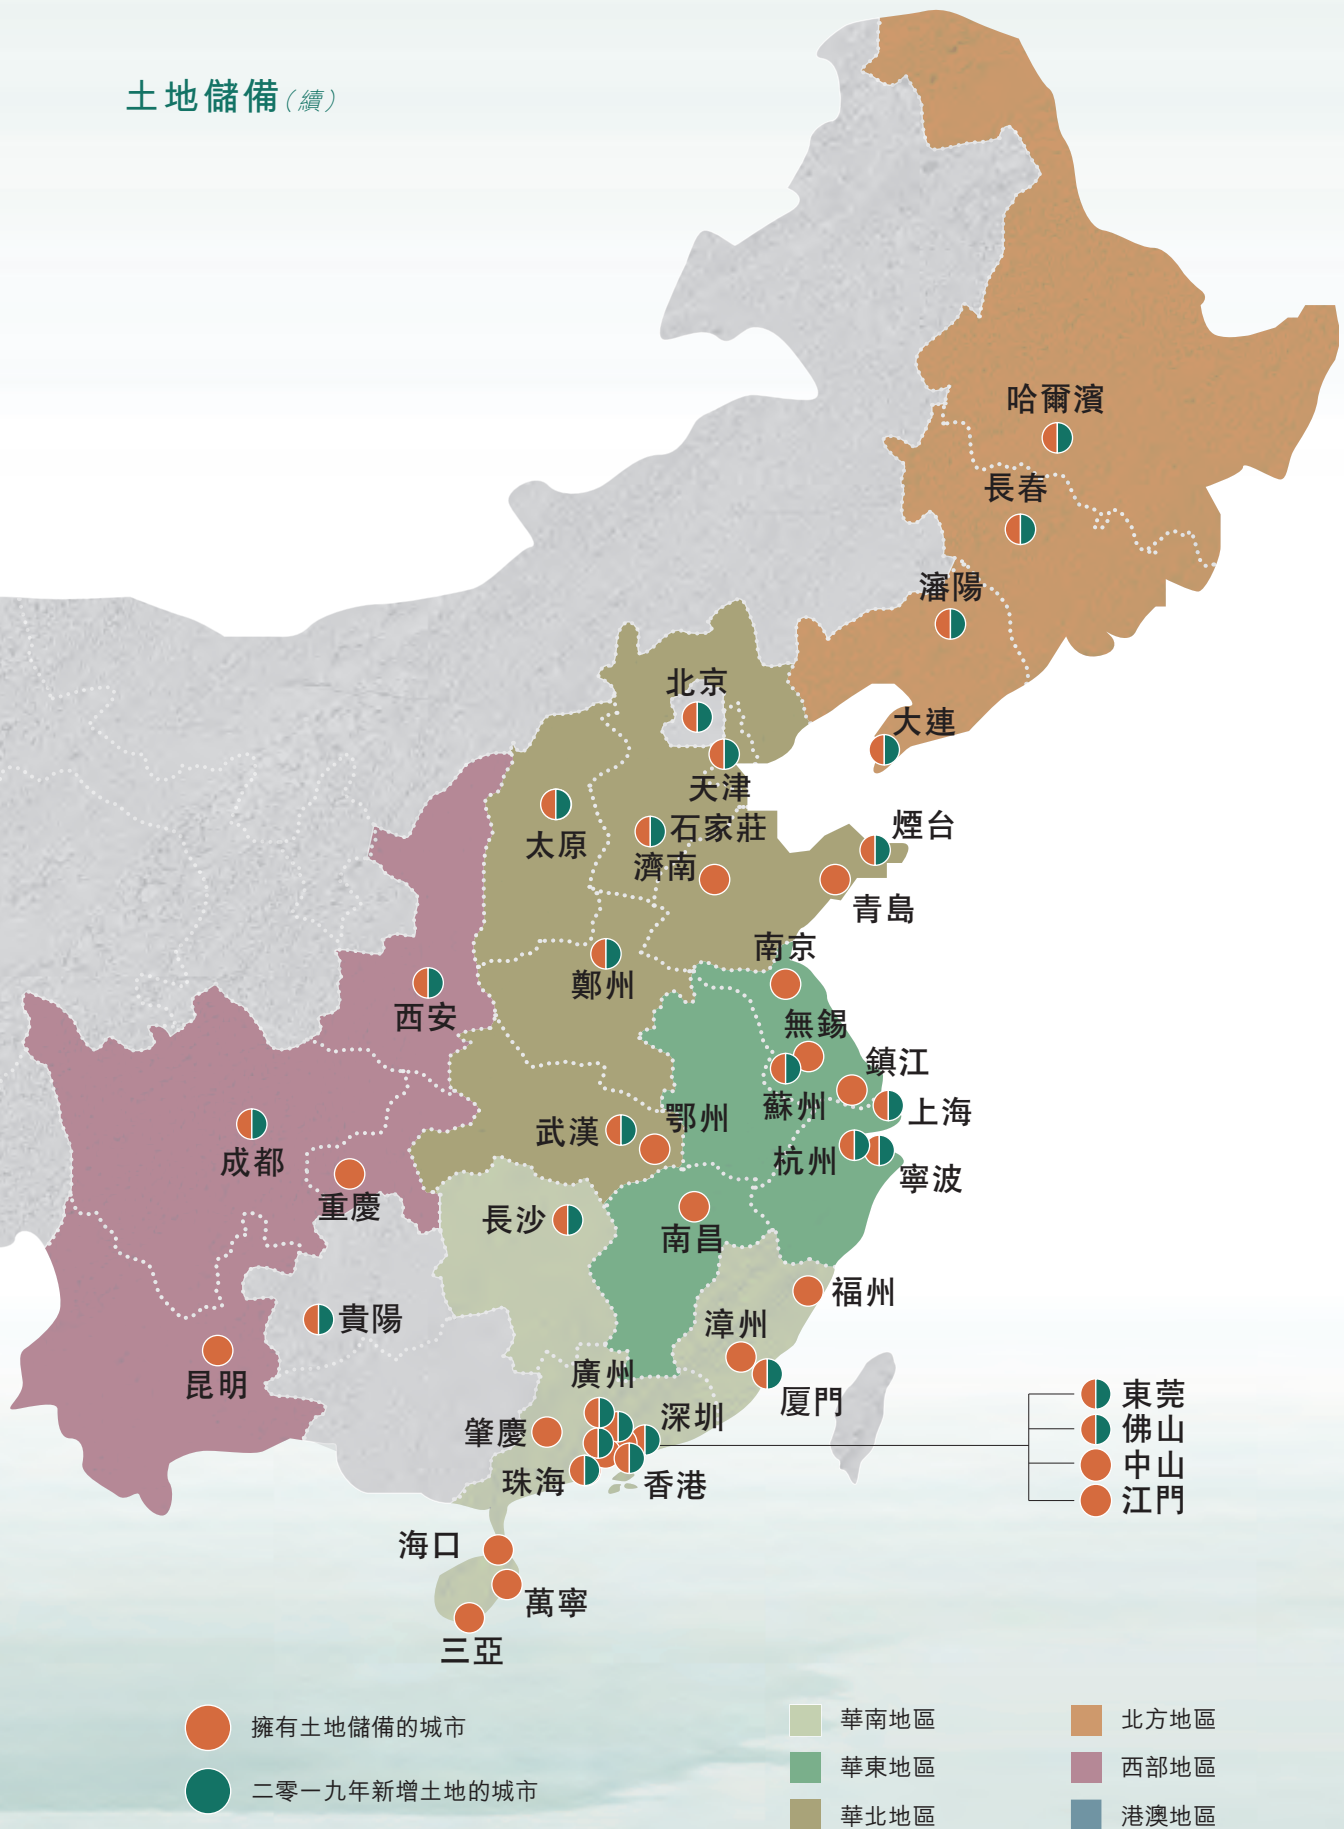 土地儲備(續)
哈爾濱
長春
瀋陽
北京
大連
天津
煙台
石家莊
太原
濟南
青島
南京
鄭州
西安
無錫
鎮江
蘇州
上海
鄂州
武漢
成都
杭州
寧波
重慶
長沙
南昌
福州
貴陽
漳州
昆明
廣州
厦門
東莞
深圳
佛山
肇慶
中山
珠海
香港
江門
海口
萬寧
三亞
擁有土地儲備的城市
二零一九年新增土地的城市
華南地區
華東地區
華北地區
北方地區
西部地區
港澳地區